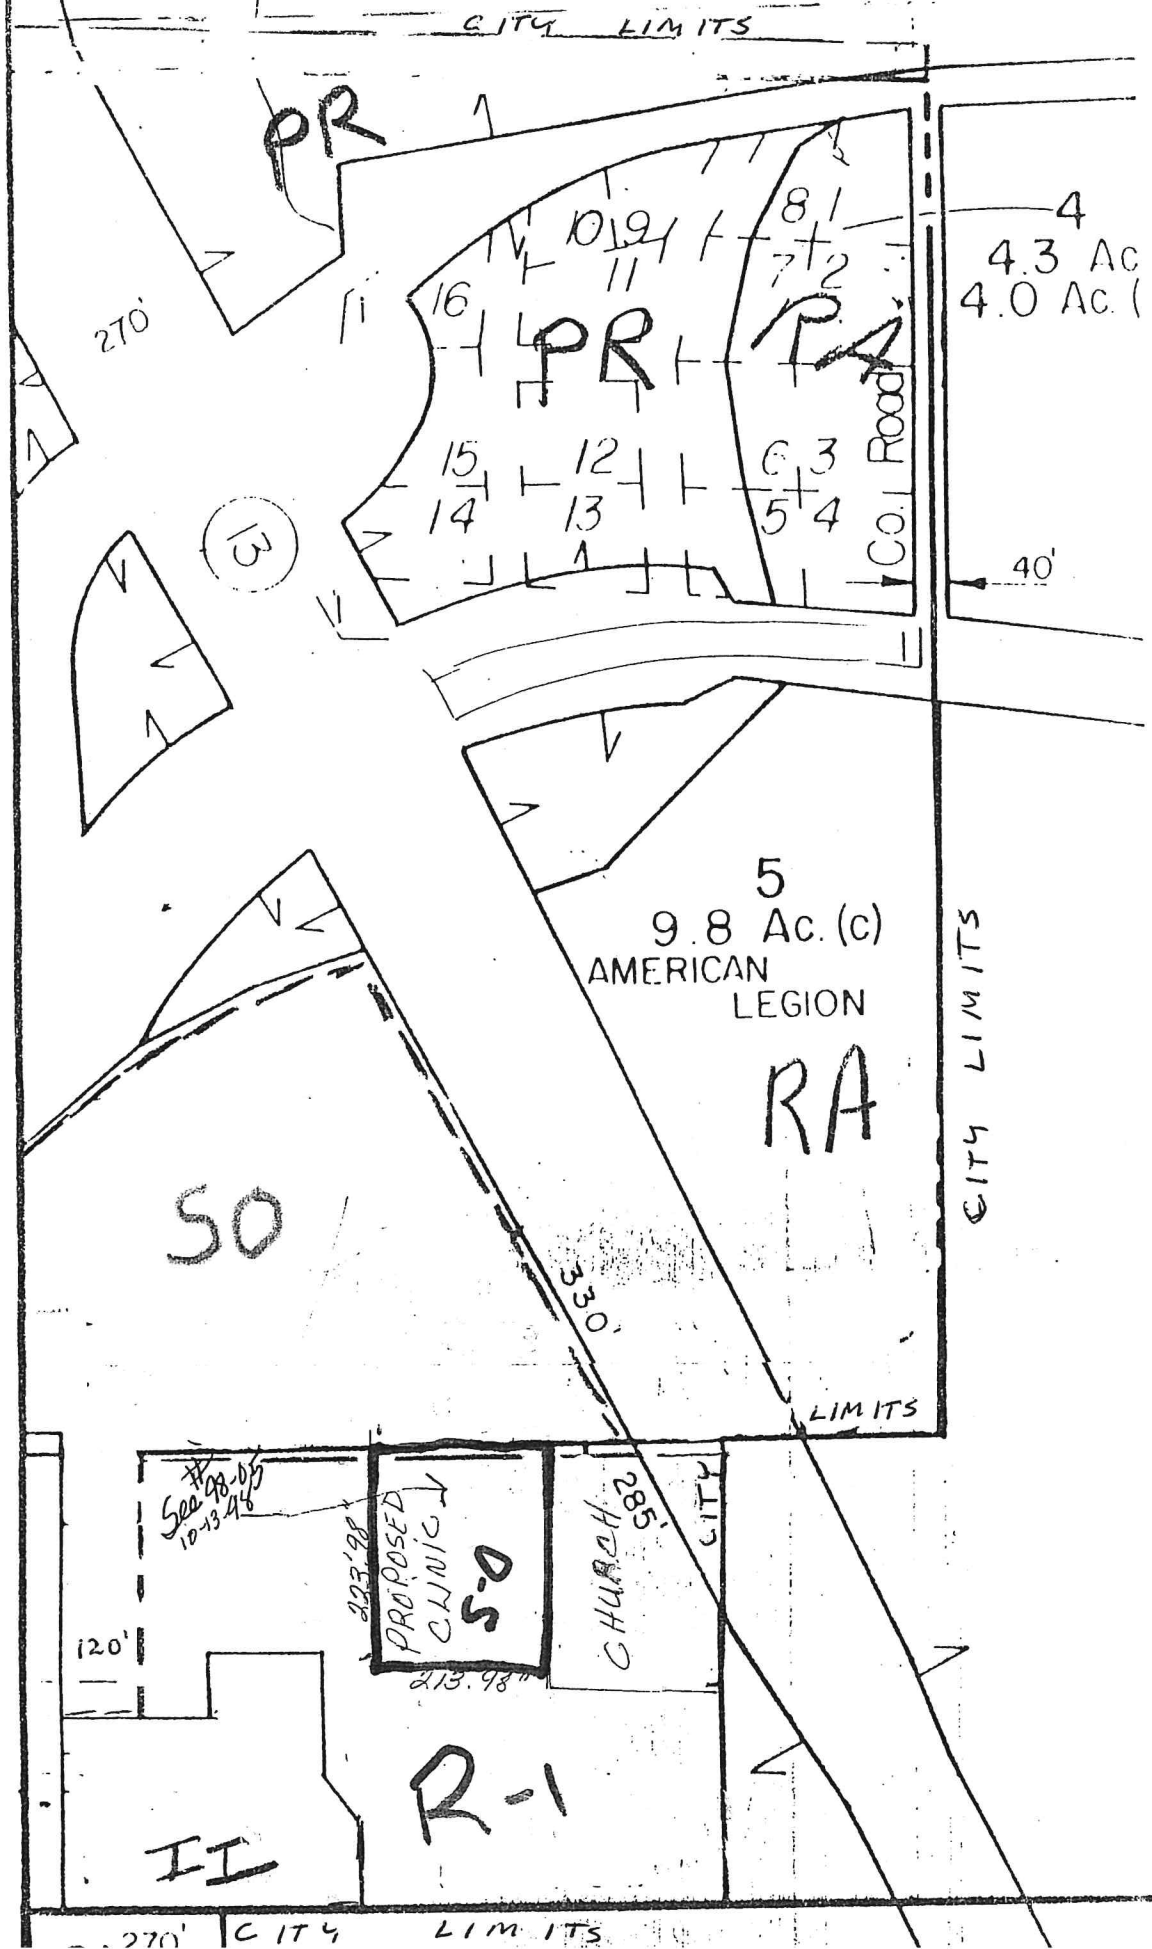 CITY LIMITS
PR
4
4.3 Ac
4.0 Ac. (
8 1
7 2
10 9
11
16
PR
270'
Co. Road
15
12
6 3
14
13
5 4
13
40'
5
9.8 Ac. (c)
AMERICAN
LEGION
RA
CITY LIMITS
SO
330'
LIMITS
CITY
285'
See # 98-05
10-13-98
223.98
PROPOSED
CLINIC
S-O
CHURCH
213.98"
120'
R-1
II
270'
CITY LIMITS